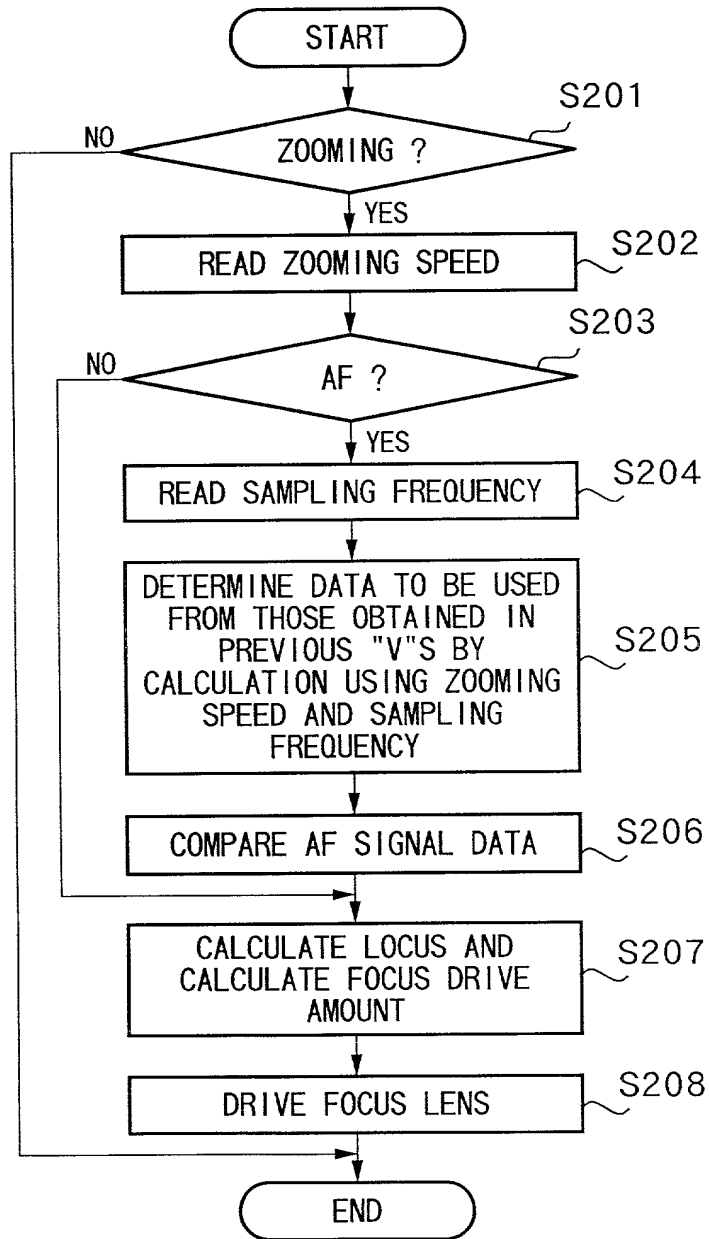 START
S201
NO
ZOOMING ?
YES
S202
READ ZOOMING SPEED
S203
NO
AF ?
YES
S204
READ SAMPLING FREQUENCY
DETERMINE DATA TO BE USED
FROM THOSE OBTAINED IN
PREVIOUS "V"S BY
CALCULATION USING ZOOMING
SPEED AND SAMPLING
FREQUENCY
S205
COMPARE AF SIGNAL DATA
S206
CALCULATE LOCUS AND
CALCULATE FOCUS DRIVE
AMOUNT
S207
DRIVE FOCUS LENS
S208
END